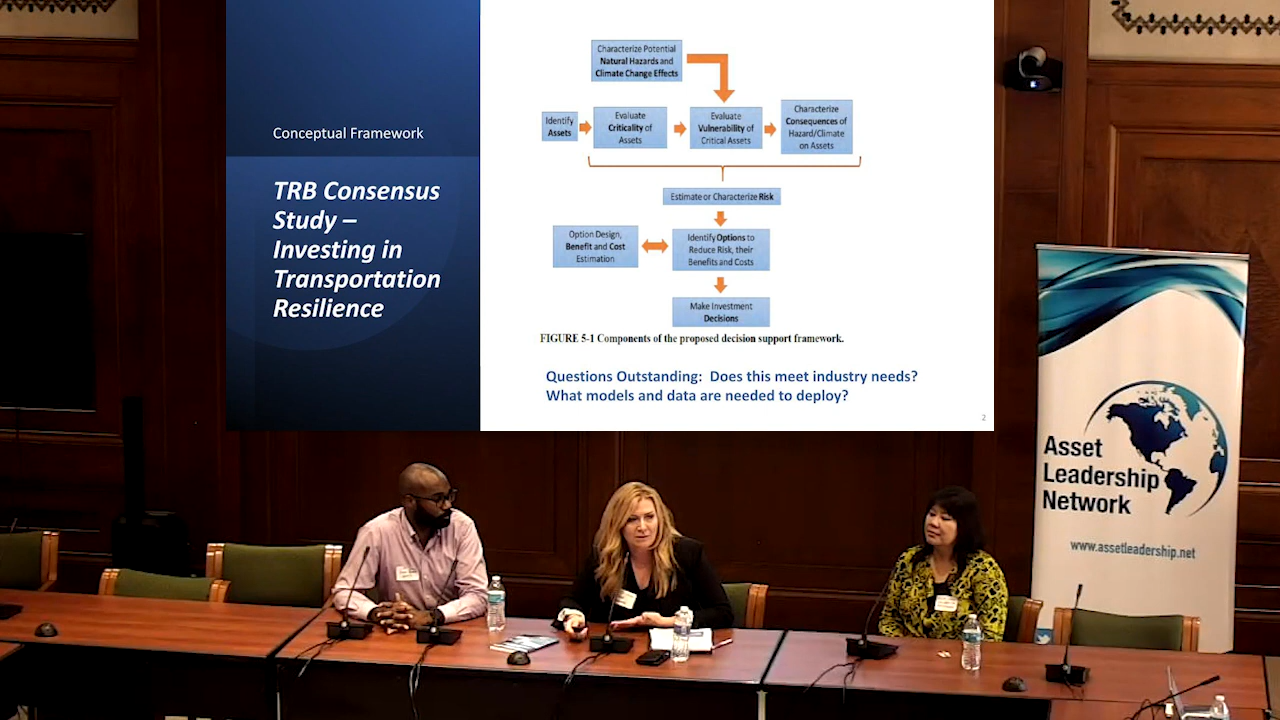 Conceptual Framework
TRB Consensus
Study –
Investing in
Transportation
Resilience
Characterize Potential
Natural Hazards and
Climate Change Effects
Identify
Assets
Evaluate
Criticality of
Assets
Evaluate
Vulnerability of
Critical Assets
Characterize
Consequences of
Hazard/Climate
on Assets
Estimate or Characterize Risk
Option Design,
Benefit and Cost
Estimation
Identify Options to
Reduce Risk, their
Benefits and Costs
Make Investment
Decisions
FIGURE 5-1 Components of the proposed decision support framework.
Questions Outstanding: Does this meet industry needs?
What models and data are needed to deploy?
2
Asset
Leadership
Network
www.assetleadership.net